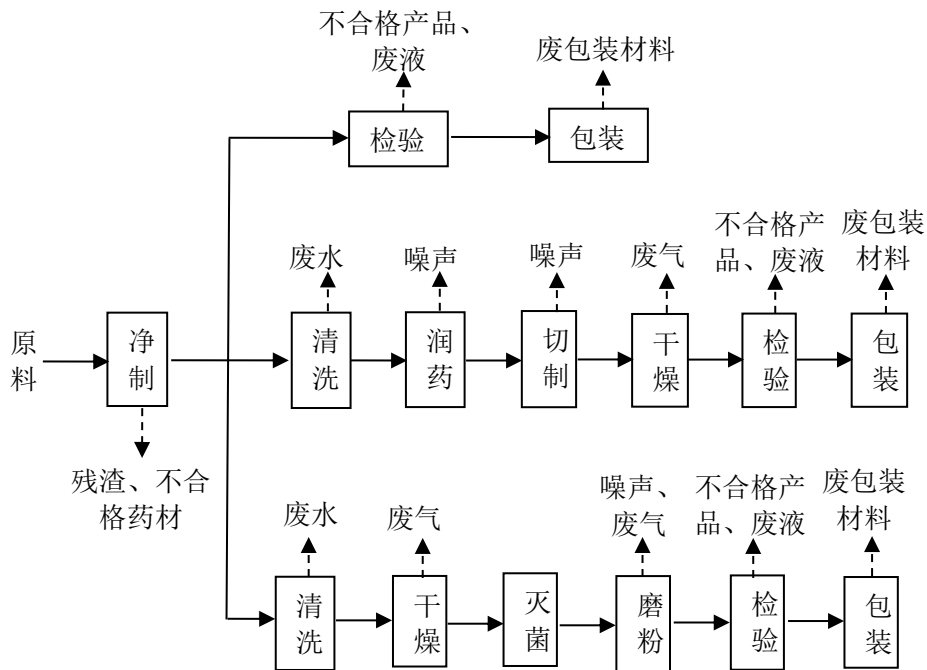 不合格产品、
废液
废包装材料
检验
包装
废水
噪声
噪声
废气
不合格产
品、废液
废包装
材料
原
料
净
制
清
洗
润
药
切
制
干
燥
检
验
包
装
残渣、不合
格药材
废水
废气
噪声、
废气
不合格产
品、废液
废包装
材料
清
洗
干
燥
灭
菌
磨
粉
检
验
包
装